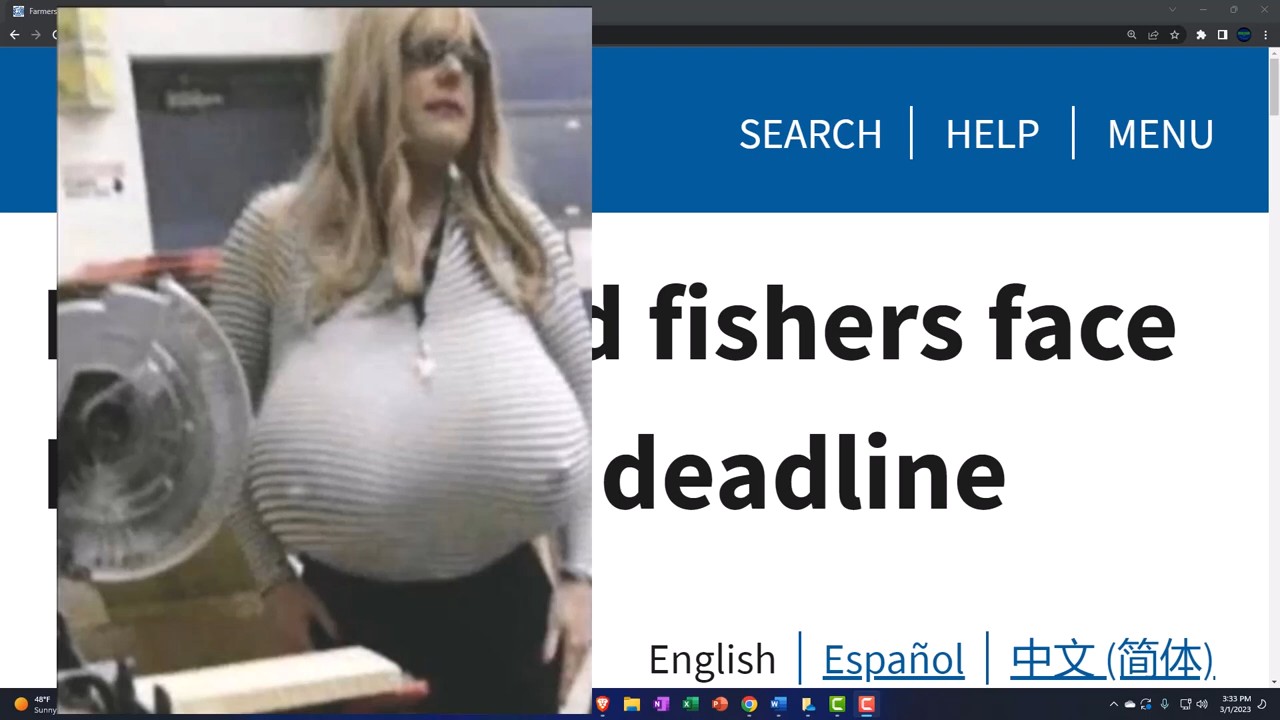 Farmers
SEARCH
HELP
MENU
fishers face
deadline
English
Español
中文 (简体)
48°F
Sunny
3:33 PM
3/1/2023